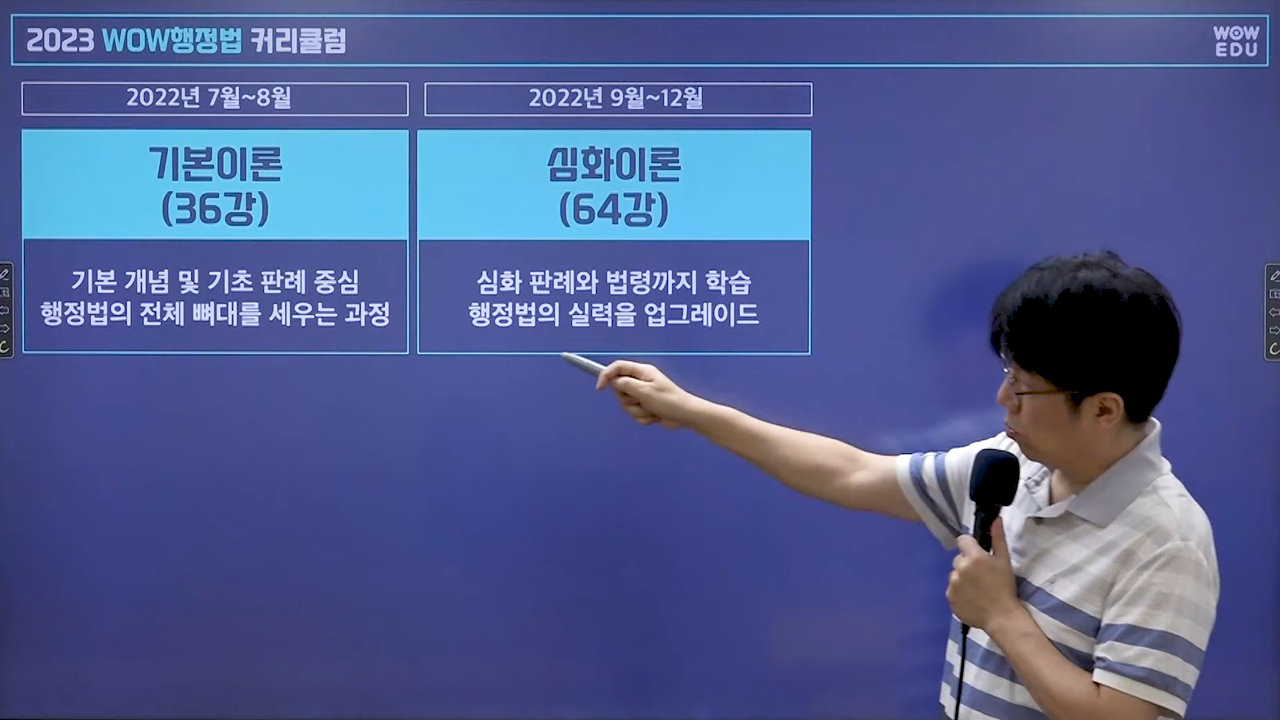 2023 WOW행정법 커리큘럼
WOW
EDU
2022년 7월~8월
2022년 9월~12월
기본이론
(36강)
심화이론
(64강)
기본 개념 및 기초 판례 중심
행정법의 전체 뼈대를 세우는 과정
심화 판례와 법령까지 학습
행정법의 실력을 업그레이드